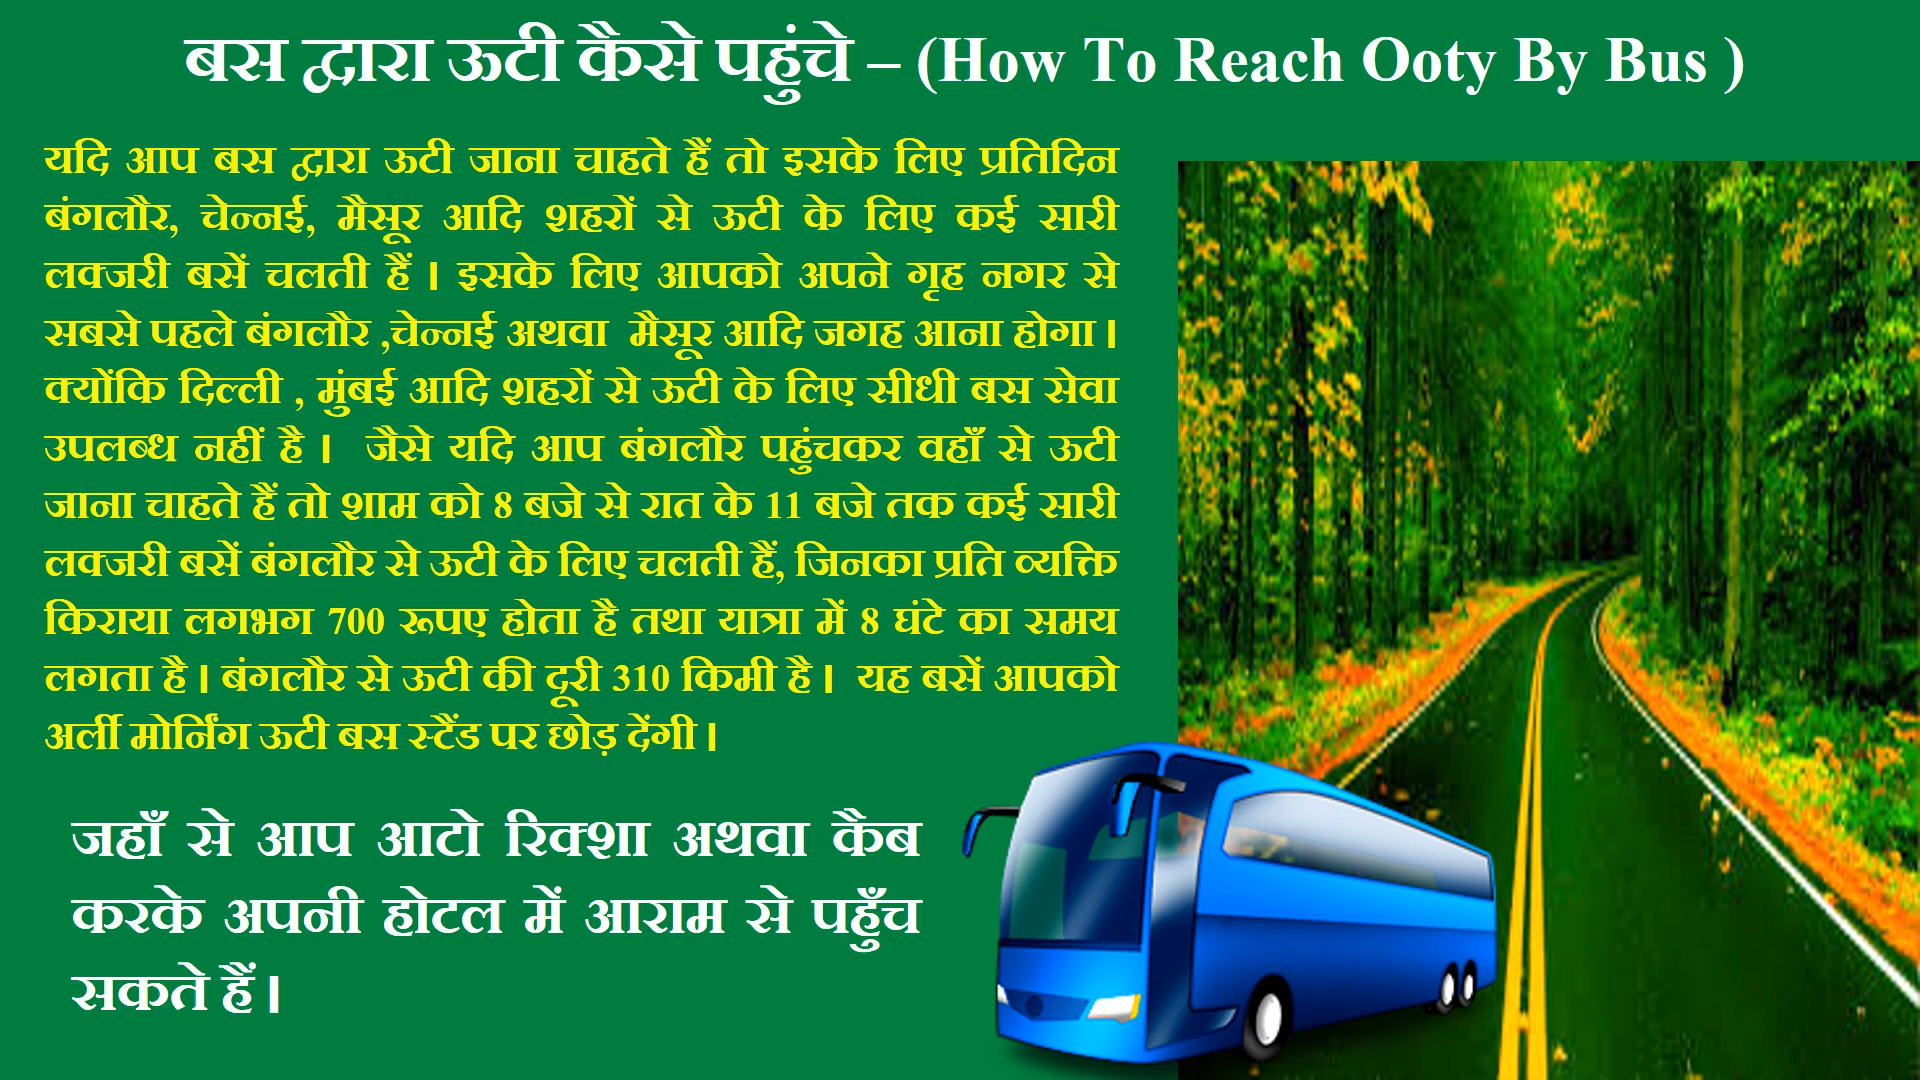 बस द्वारा ऊटी कैसे पहुंचे – (How To Reach Ooty By Bus )
यदि आप बस द्वारा ऊटी जाना चाहते हैं तो इसके लिए प्रतिदिन
बंगलौर, चेन्नई, मैसूर आदि शहरों से ऊटी के लिए कई सारी
लक्जरी बसें चलती हैं । इसके लिए आपको अपने गृह नगर से
सबसे पहले बंगलौर ,चेन्नई अथवा मैसूर आदि जगह आना होगा ।
क्योंकि दिल्ली , मुंबई आदि शहरों से ऊटी के लिए सीधी बस सेवा
उपलब्ध नहीं है । जैसे यदि आप बंगलौर पहुंचकर वहाँ से ऊटी
जाना चाहते हैं तो शाम को 8 बजे से रात के 11 बजे तक कई सारी
लक्जरी बसें बंगलौर से ऊटी के लिए चलती हैं, जिनका प्रति व्यक्ति
किराया लगभग 700 रूपए होता है तथा यात्रा में 8 घंटे का समय
लगता है । बंगलौर से ऊटी की दूरी 310 किमी है । यह बसें आपको
अर्ली मोर्निंग ऊटी बस स्टैंड पर छोड़ देंगी ।
जहाँ से आप आटो रिक्शा अथवा कैब
करके अपनी होटल में आराम से पहुँच
सकते हैं ।